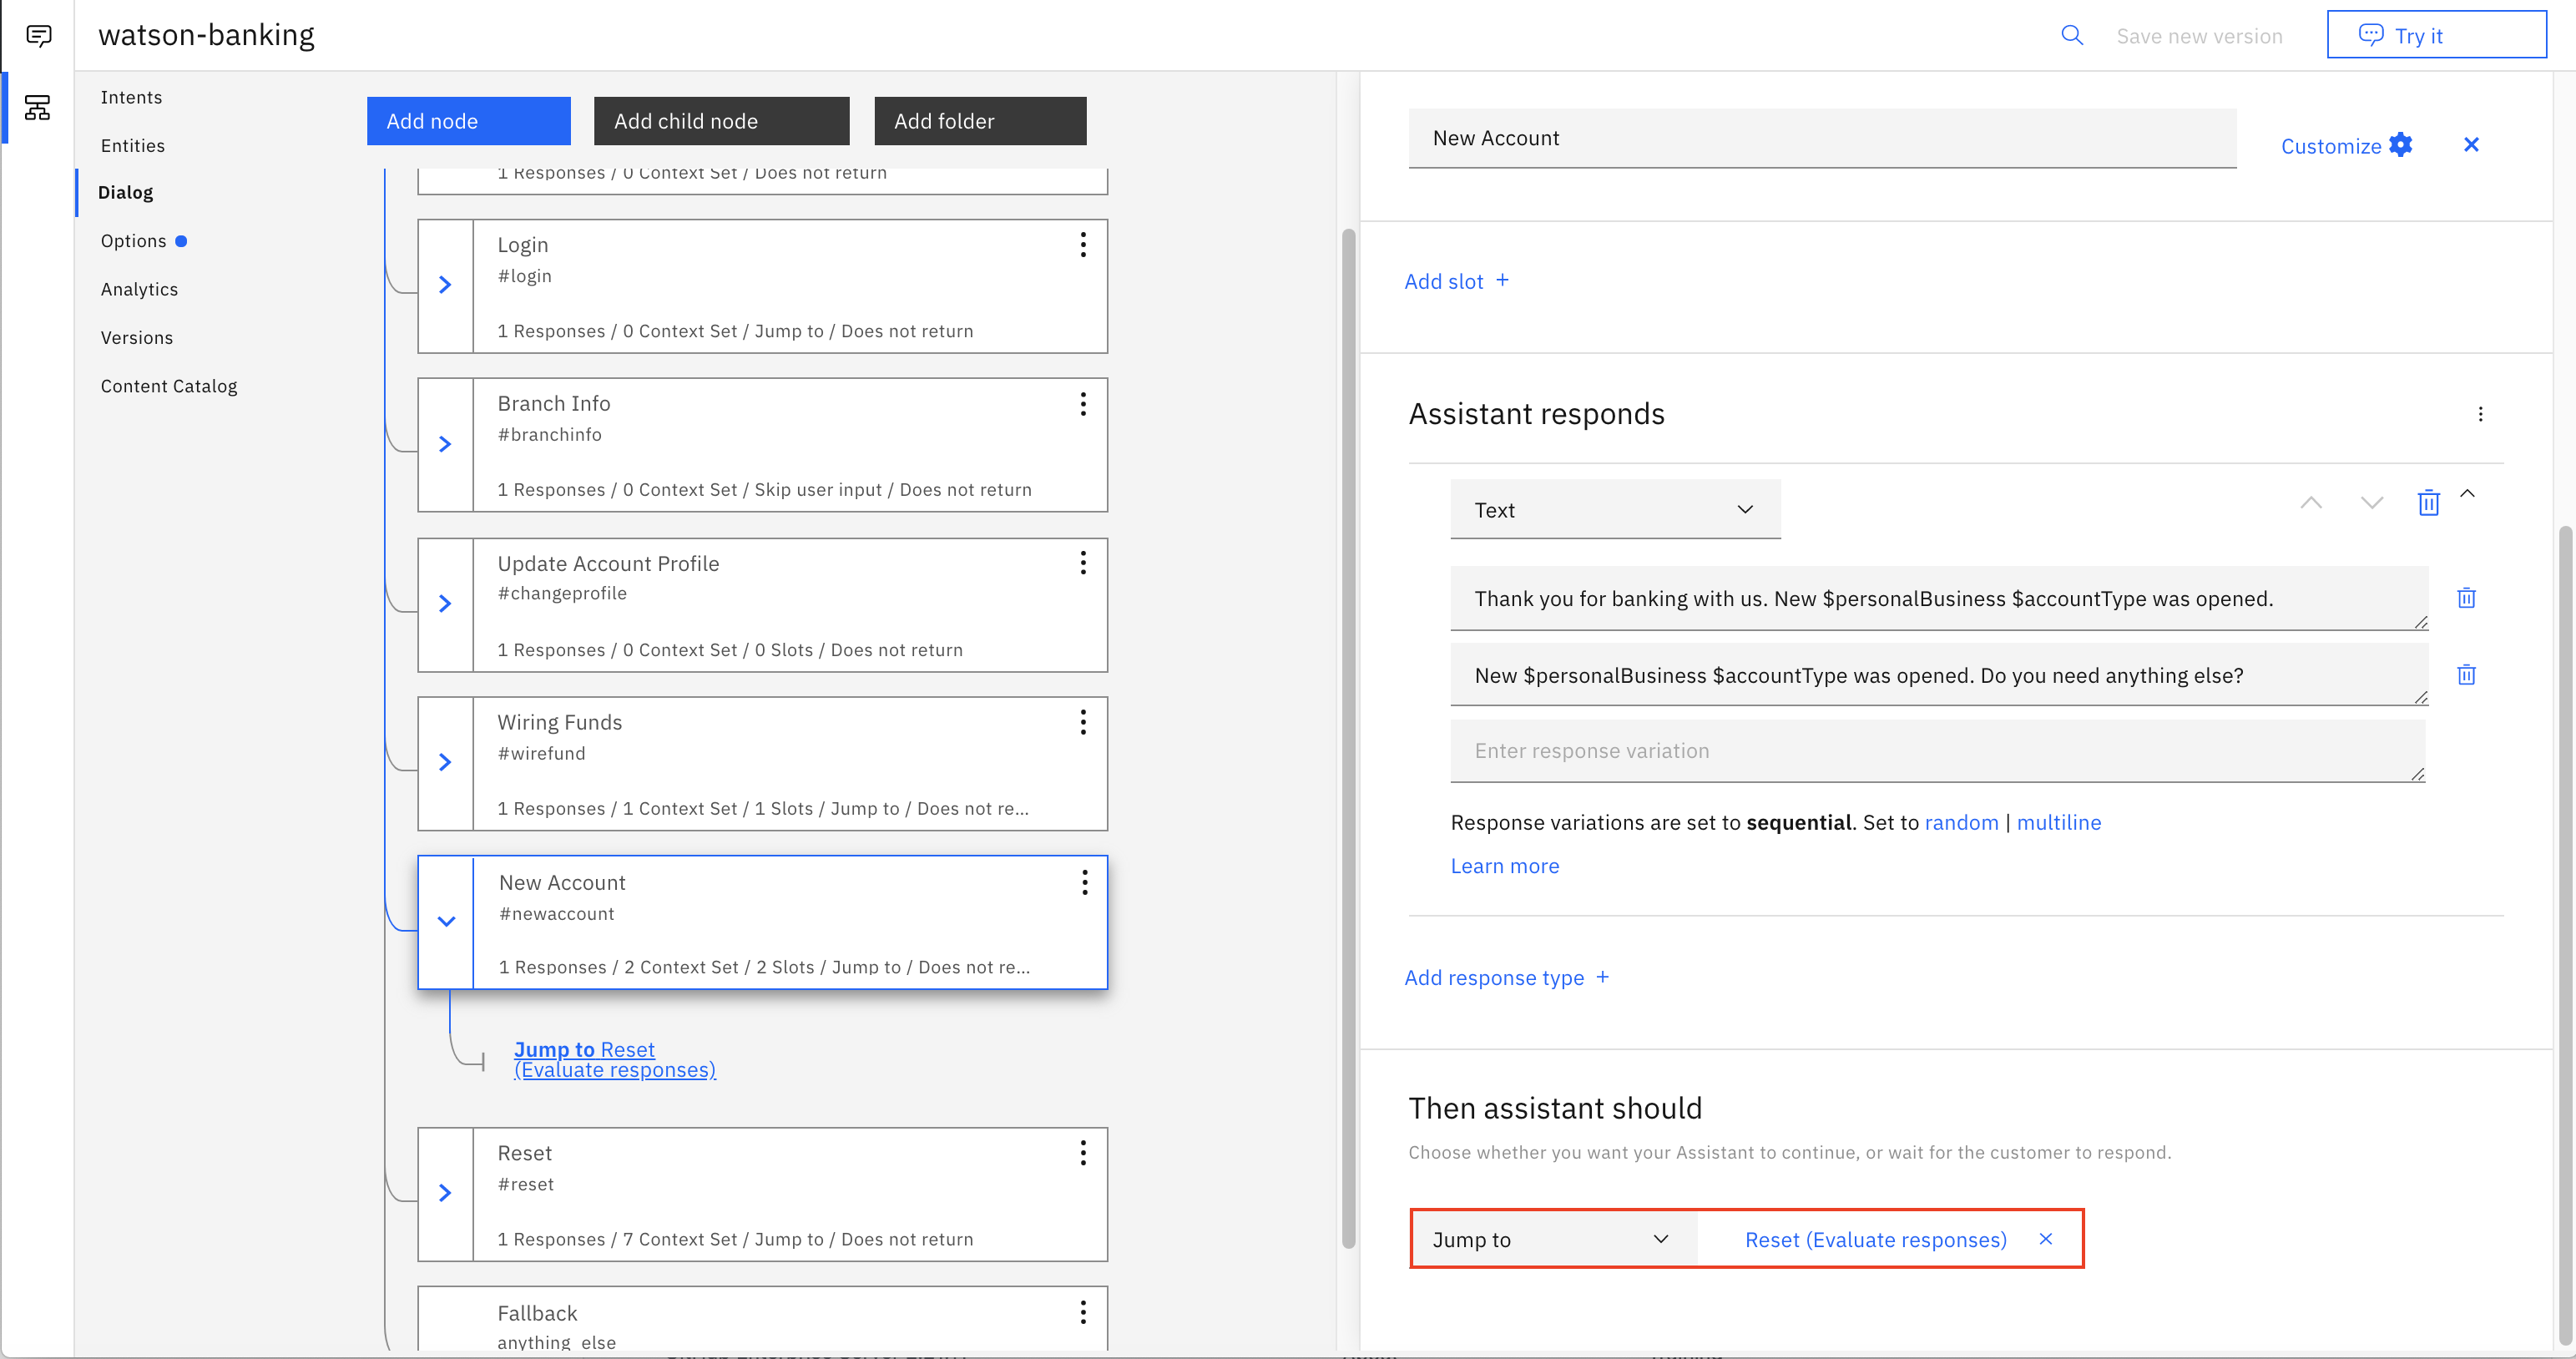 watson-banking
Save new version
Try it
Intents
Entities
Dialog
Options
Analytics
Versions
Content Catalog
Add node
Add child node
Add folder
1 Responses / 0 Context Set / Does not return
Login
#login
1 Responses / 0 Context Set / Jump to / Does not return
Branch Info
#branchinfo
1 Responses / 0 Context Set / Skip user input / Does not return
Update Account Profile
#changeprofile
1 Responses / 0 Context Set / 0 Slots / Does not return
Wiring Funds
#wirefund
1 Responses / 1 Context Set / 1 Slots / Jump to / Does not re...
New Account
#newaccount
1 Responses / 2 Context Set / 2 Slots / Jump to / Does not re...
Jump to Reset
(Evaluate responses)
Reset
#reset
1 Responses / 7 Context Set / Jump to / Does not return
Fallback
anything_else
New Account
Customize
Add slot +
Assistant responds
Text
Thank you for banking with us. New $personalBusiness $accountType was opened.
New $personalBusiness $accountType was opened. Do you need anything else?
Enter response variation
Response variations are set to sequential. Set to random | multiline
Learn more
Add response type +
Then assistant should
Choose whether you want your Assistant to continue, or wait for the customer to respond.
Jump to
Reset (Evaluate responses)